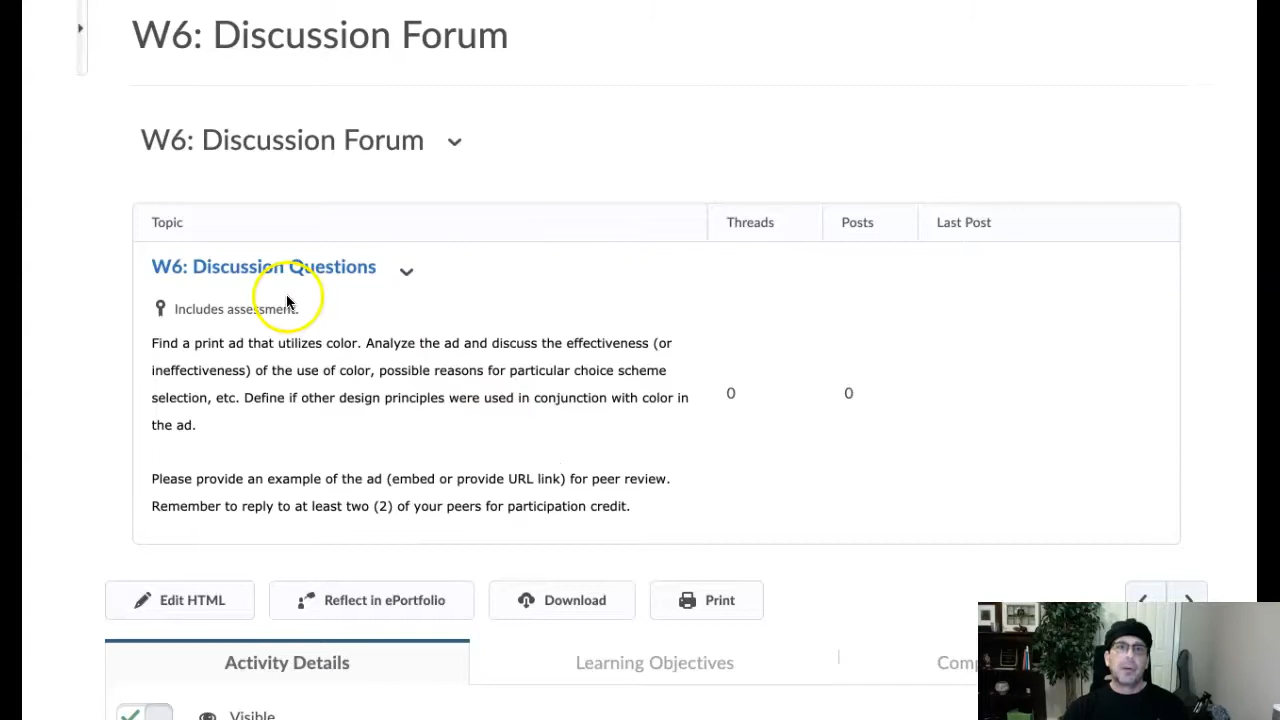 W6: Discussion Forum
W6: Discussion Forum
Topic
Threads
Posts
Last Post
W6: Discussion Questions
Includes assessment.
Find a print ad that utilizes color. Analyze the ad and discuss the effectiveness (or
ineffectiveness) of the use of color, possible reasons for particular choice scheme
selection, etc. Define if other design principles were used in conjunction with color in
the ad.
0
0
Please provide an example of the ad (embed or provide URL link) for peer review.
Remember to reply to at least two (2) of your peers for participation credit.
Edit HTML
Reflect in ePortfolio
Download
Print
Activity Details
Learning Objectives
Visible